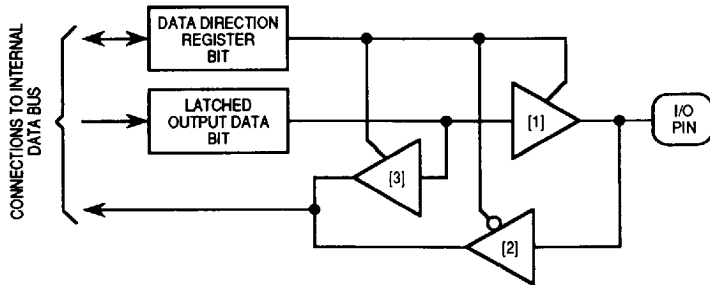 CONNECTIONS TO INTERNAL
DATA BUS
DATA DIRECTION
REGISTER
BIT
LATCHED
OUTPUT DATA
BIT
[1]
I/O
PIN
[3]
[2]